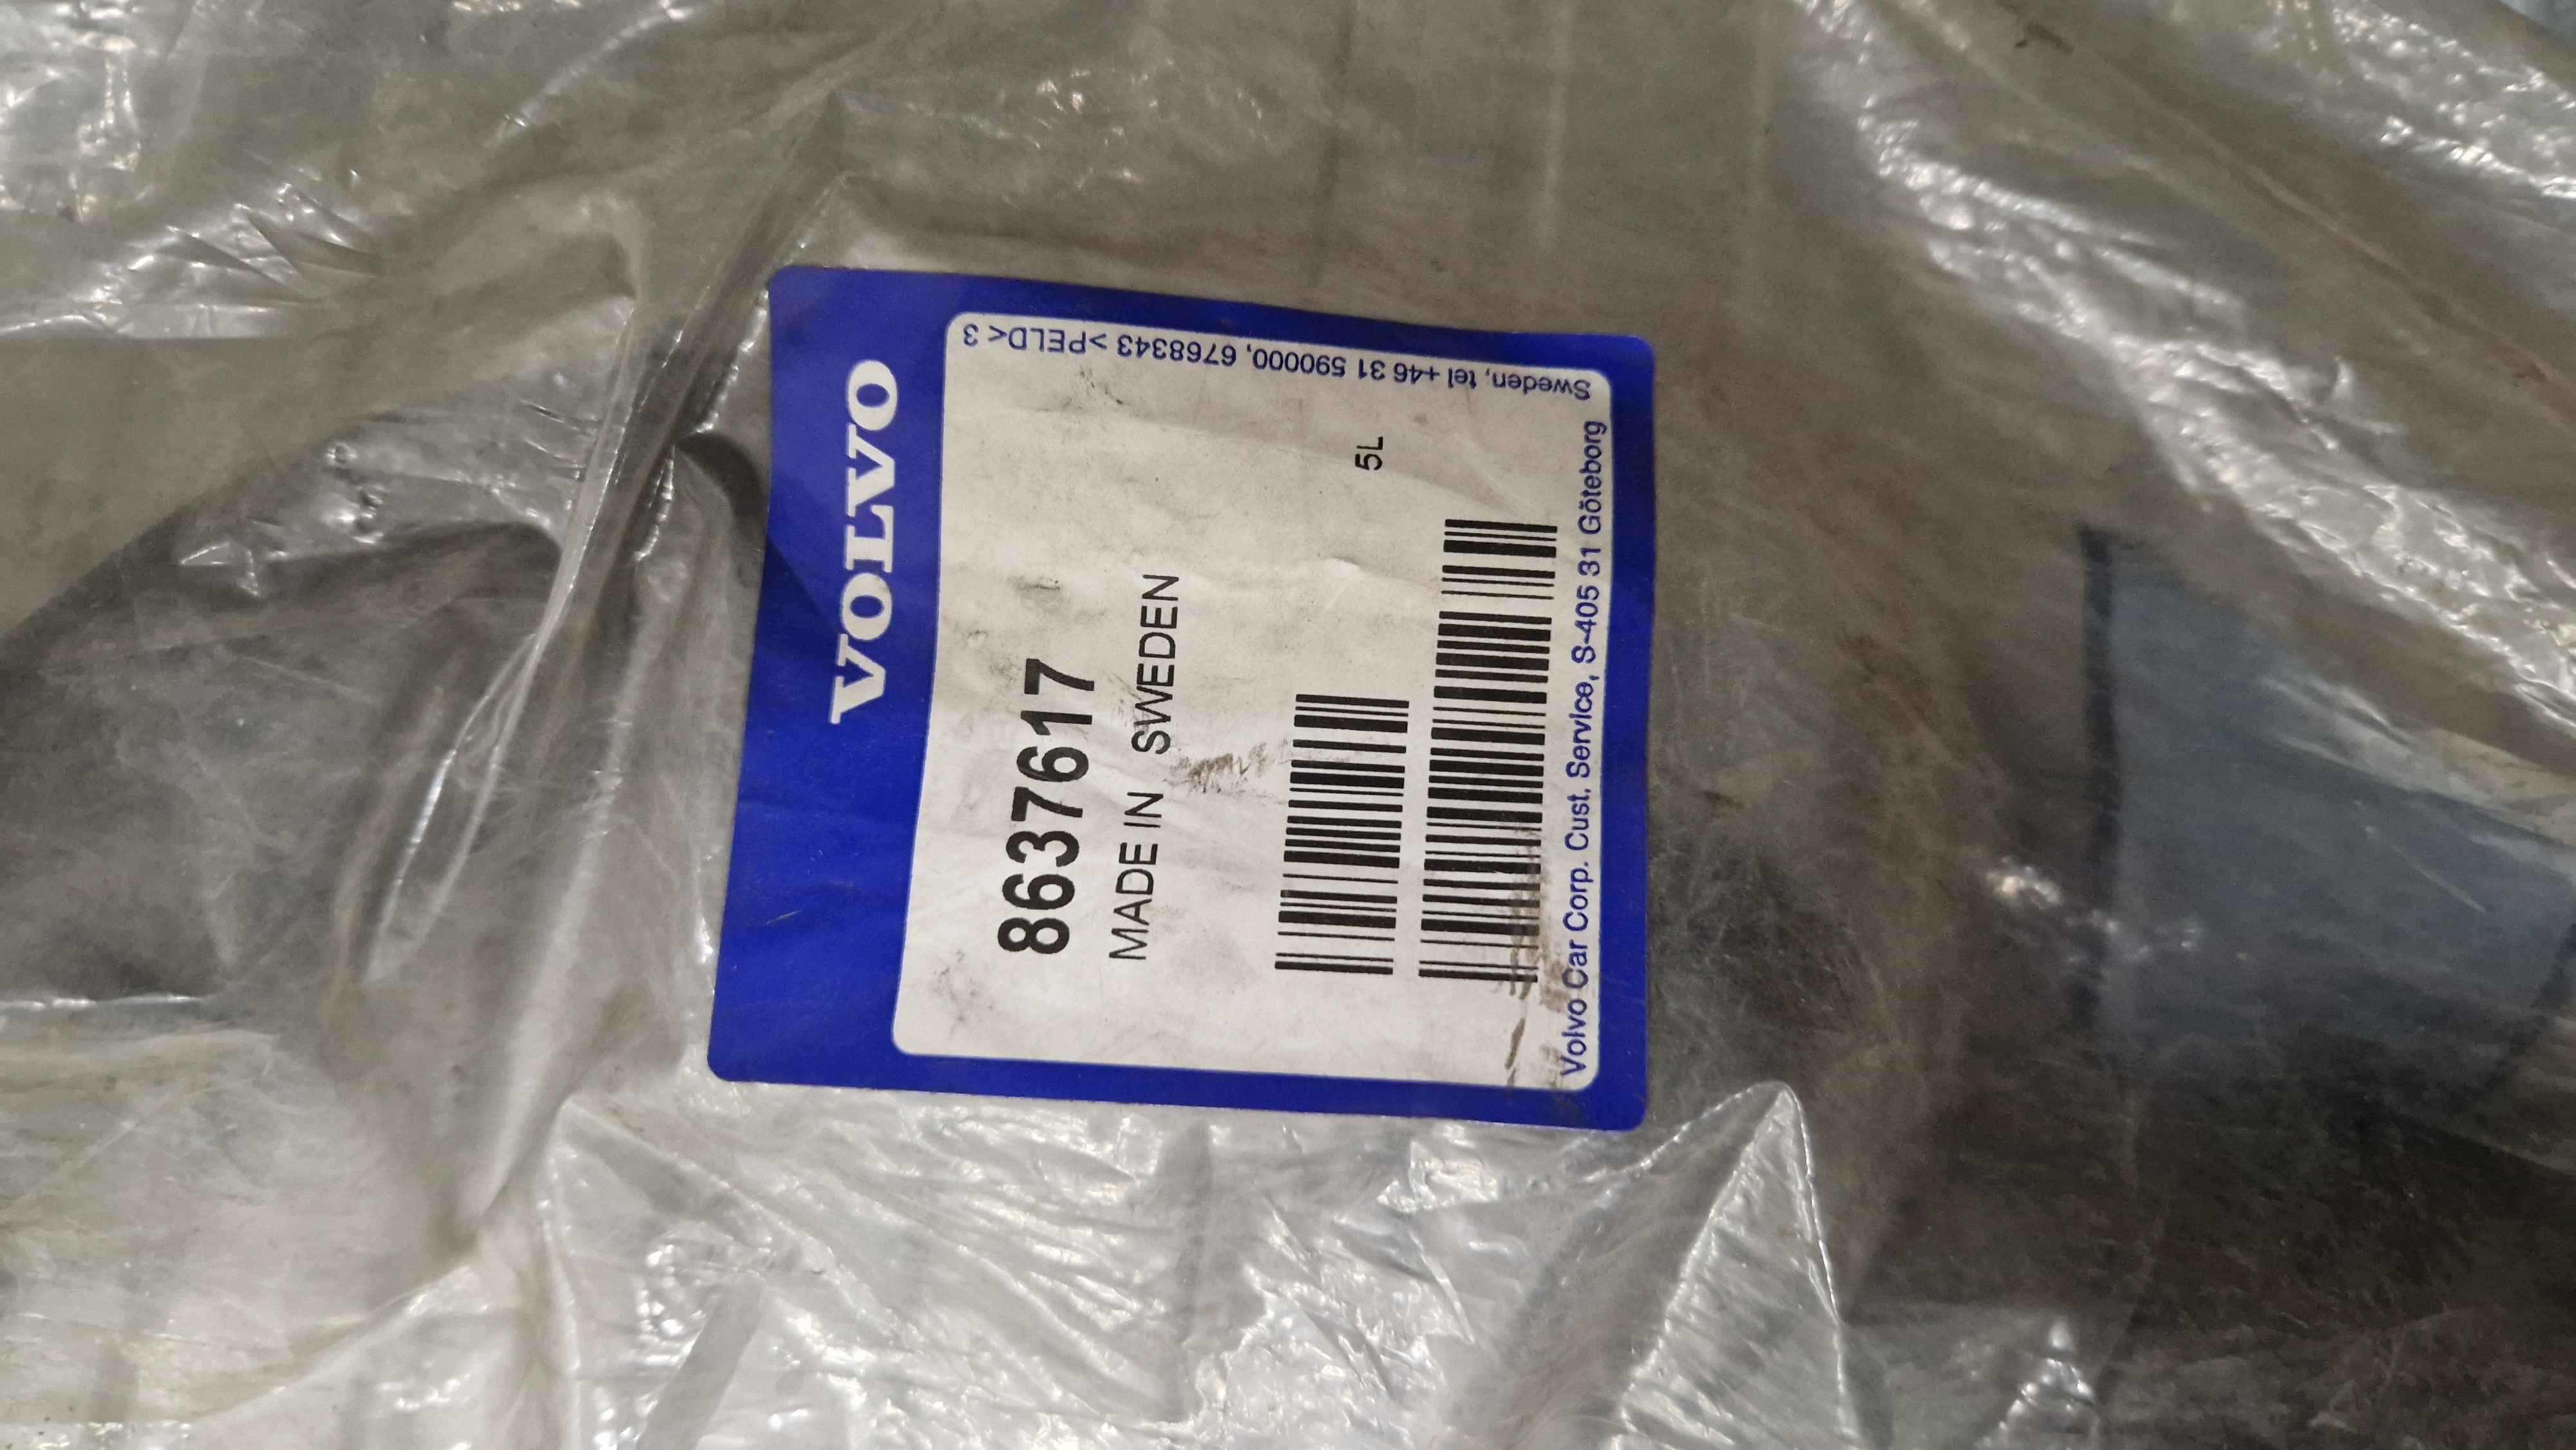 VOLVO
8637617
MADE IN SWEDEN
5L
Volvo Car Corp. Cust. Service, S-405 31 Göteborg
Sweden, tel +46 31 590000, 6768343 >PELD< 3